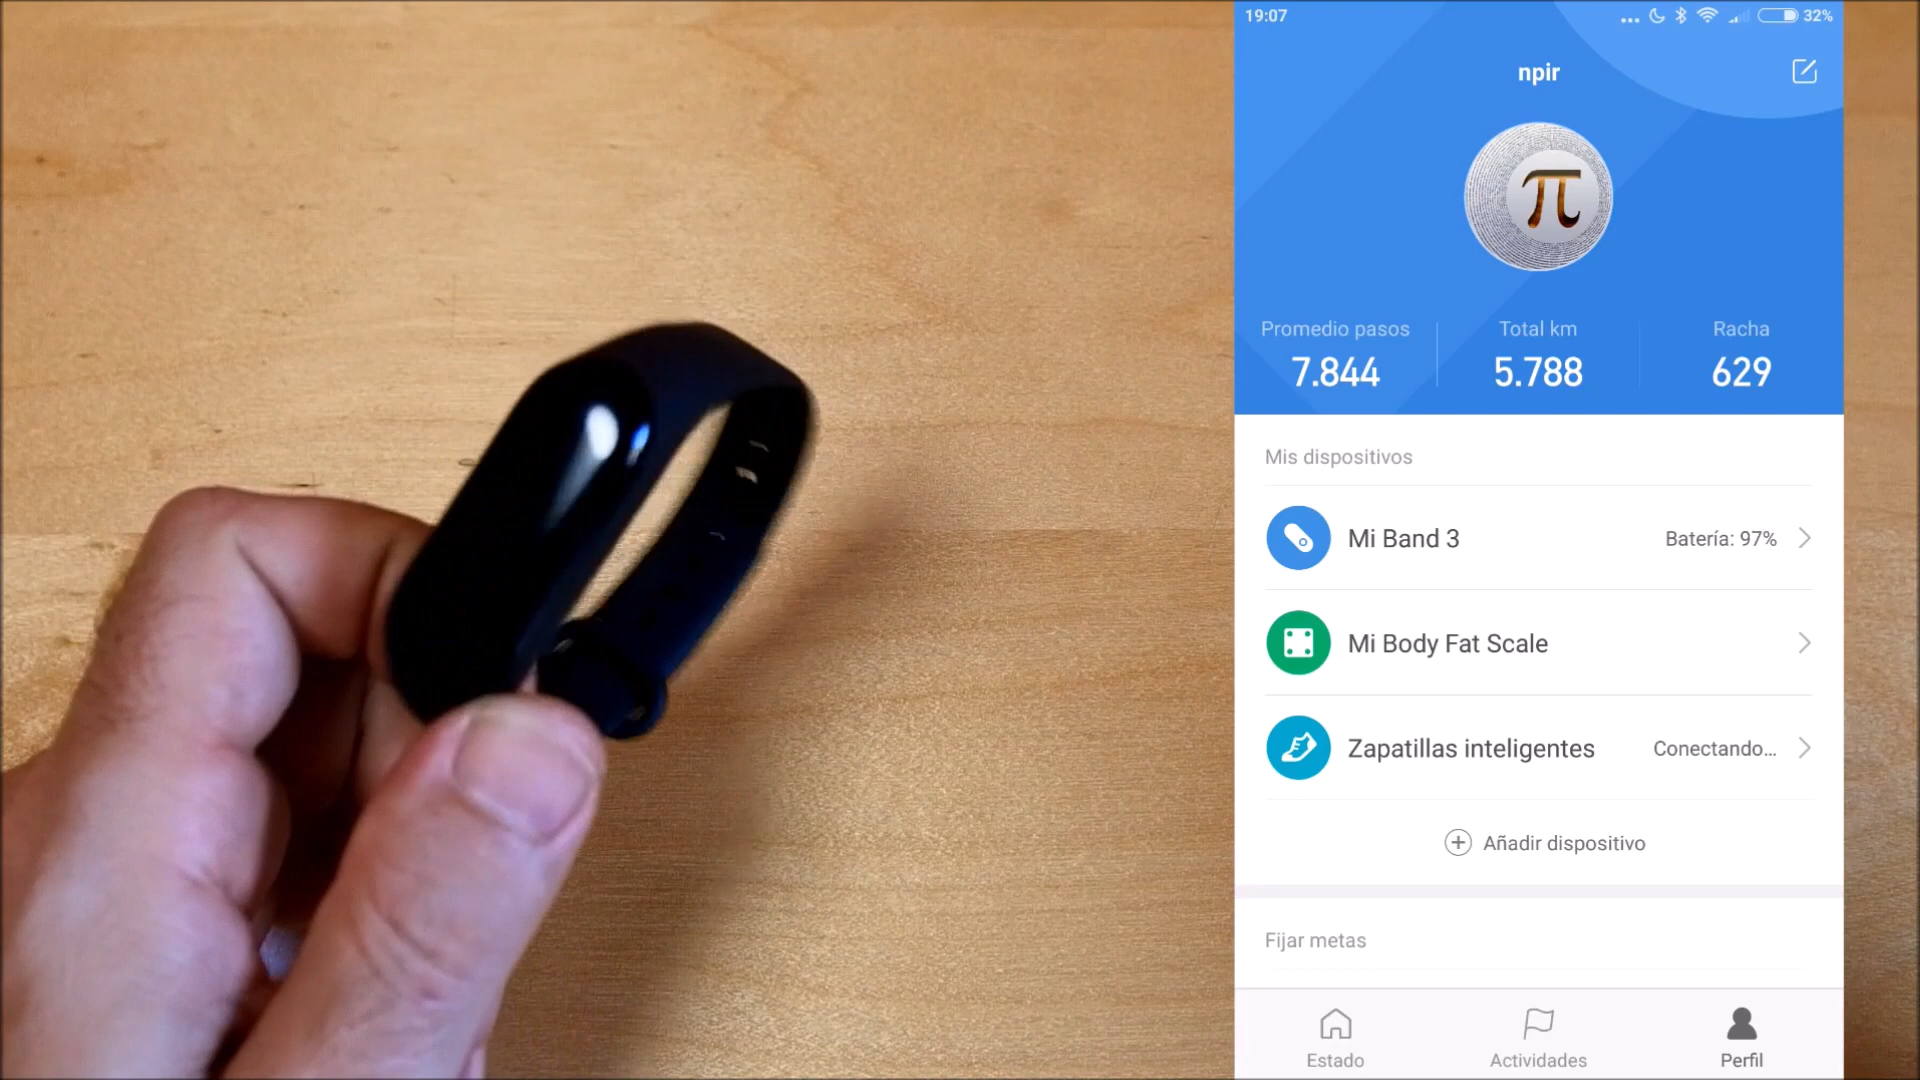 19:07
32%
npir
π
Promedio pasos
Total km
Racha
7.844
5.788
629
Mis dispositivos
Mi Band 3
Batería: 97%
Mi Body Fat Scale
Zapatillas inteligentes
Conectando...
Añadir dispositivo
Fijar metas
Estado
Actividades
Perfil